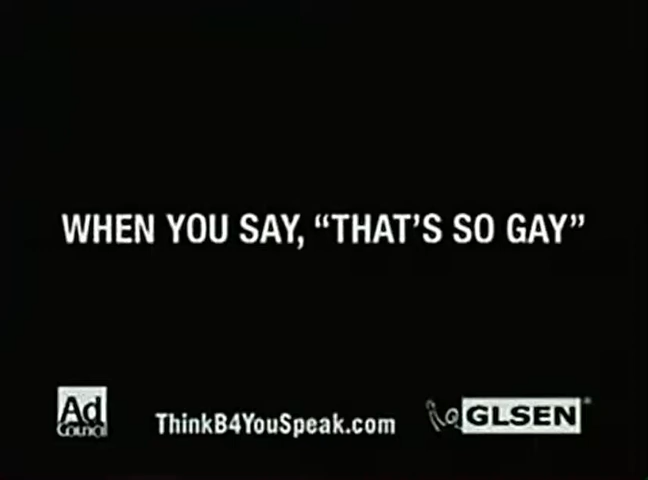 WHEN YOU SAY, “THAT’S SO GAY”
Ad
Council
ThinkB4YouSpeak.com
GLSEN®